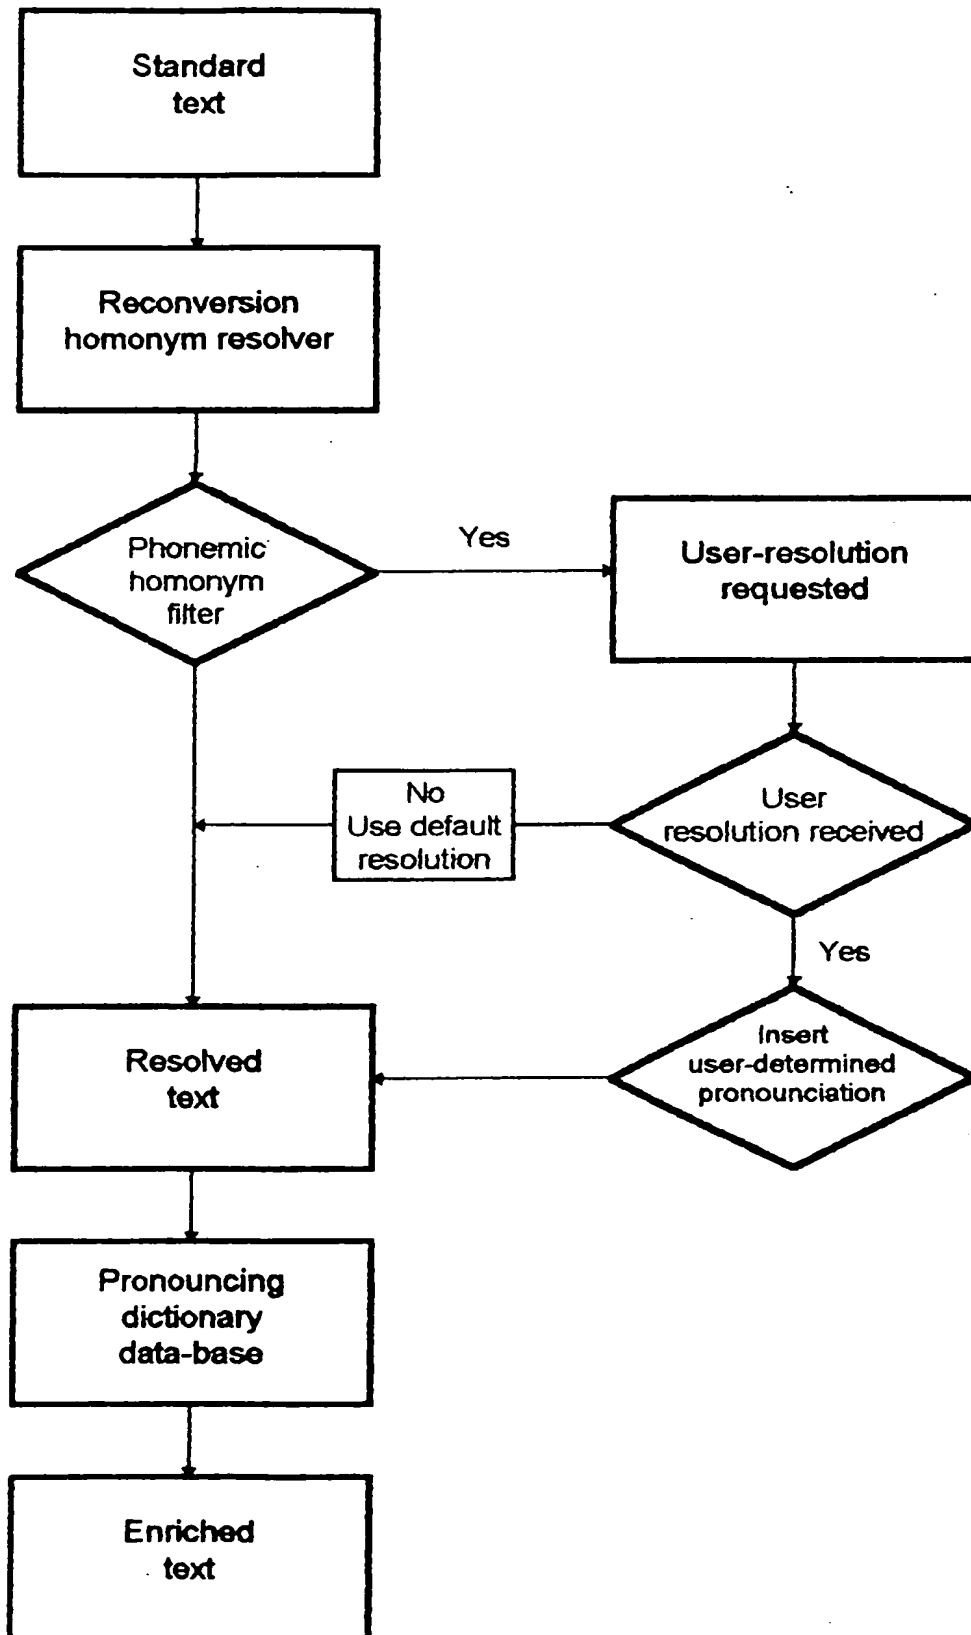 Standard
text
Reconversion
homonym resolver
Phonemic
homonym
filter
Yes
User-resolution
requested
No
Use default
resolution
User
resolution received
Yes
Insert
user-determined
pronounciation
Resolved
text
Pronouncing
dictionary
data-base
Enriched
text